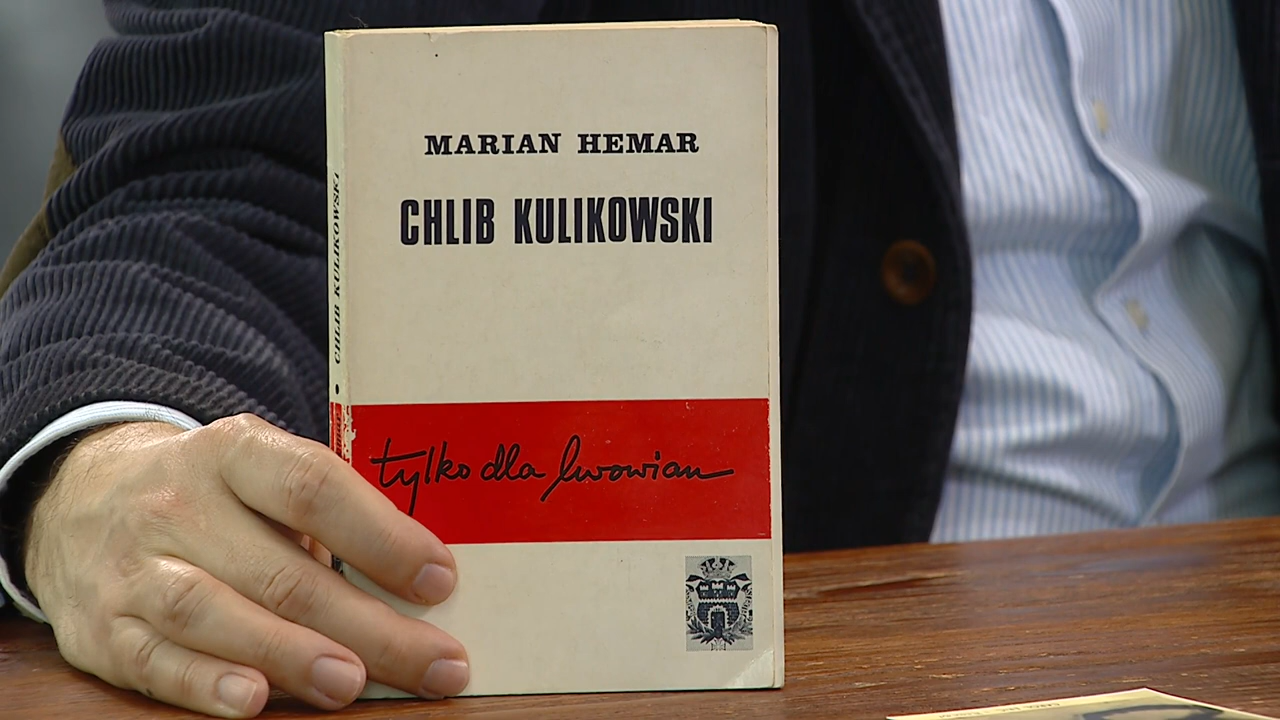 MARIAN HEMAR
CHLIB KULIKOWSKI
tylko dla lwowian
CHLIB KULIKOWSKI •